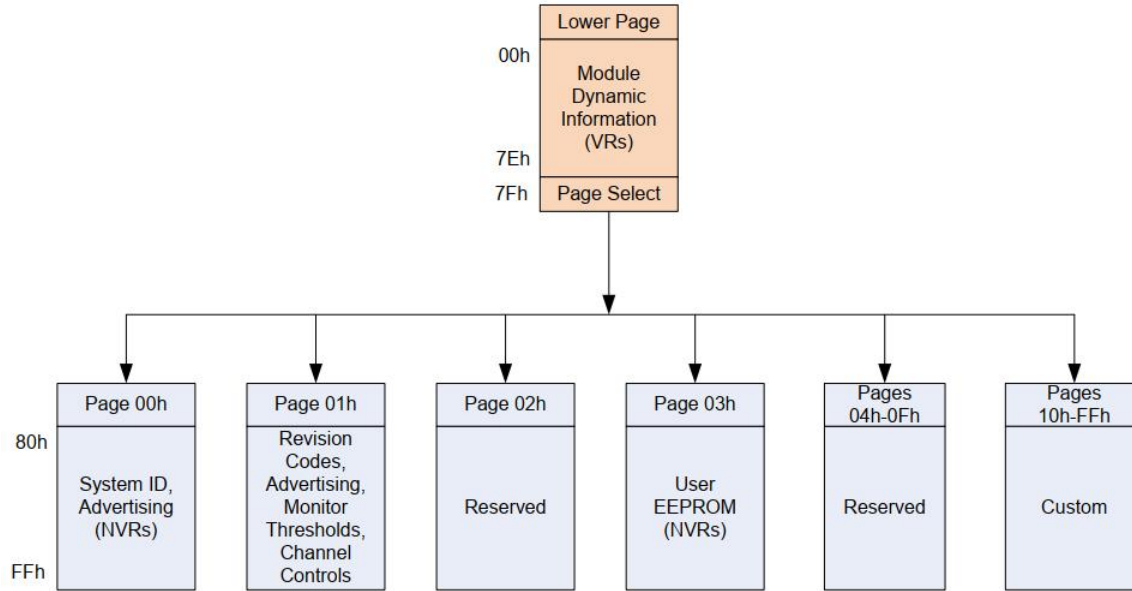 Lower Page
00h
Module
Dynamic
Information
(VRs)
7Eh
7Fh
Page Select
Page 00h
80h
System ID,
Advertising
(NVRs)
FFh
Page 01h
Revision
Codes,
Advertising,
Monitor
Thresholds,
Channel
Controls
Page 02h
Reserved
Page 03h
User
EEPROM
(NVRs)
Pages
04h-0Fh
Reserved
Pages
10h-FFh
Custom